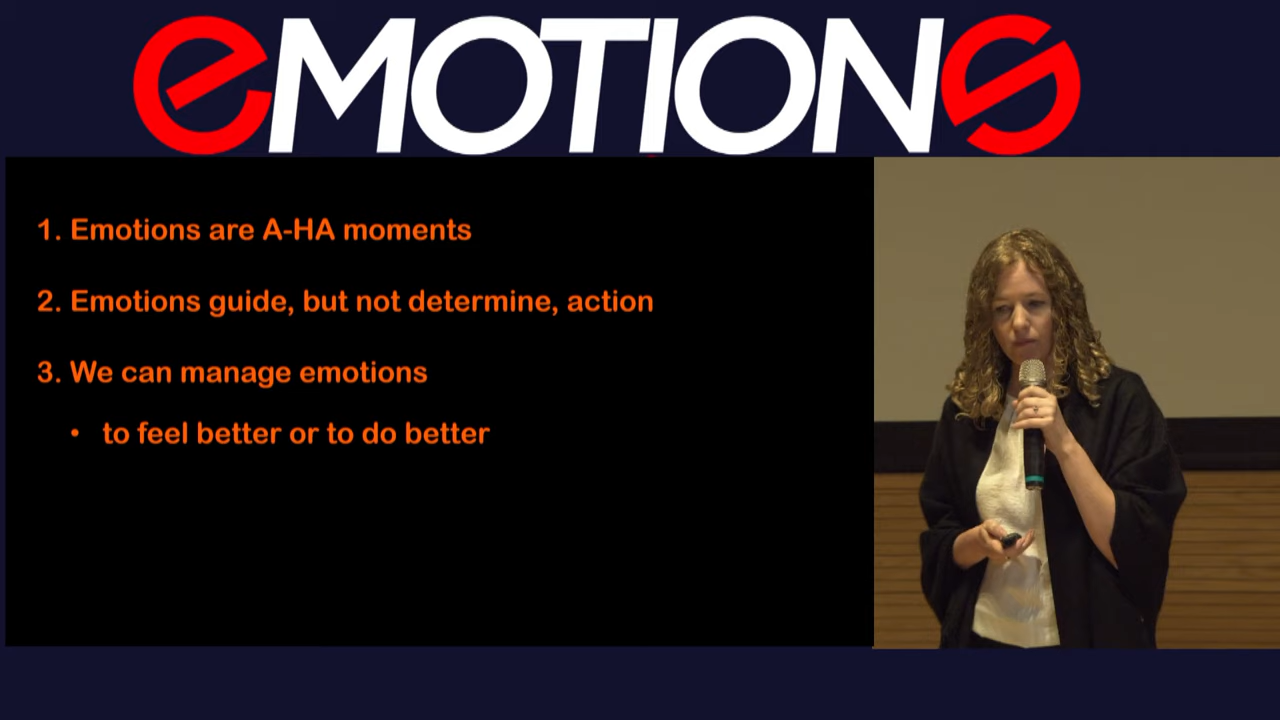 eMOTIONS
1. Emotions are A-HA moments
2. Emotions guide, but not determine, action
3. We can manage emotions
• to feel better or to do better